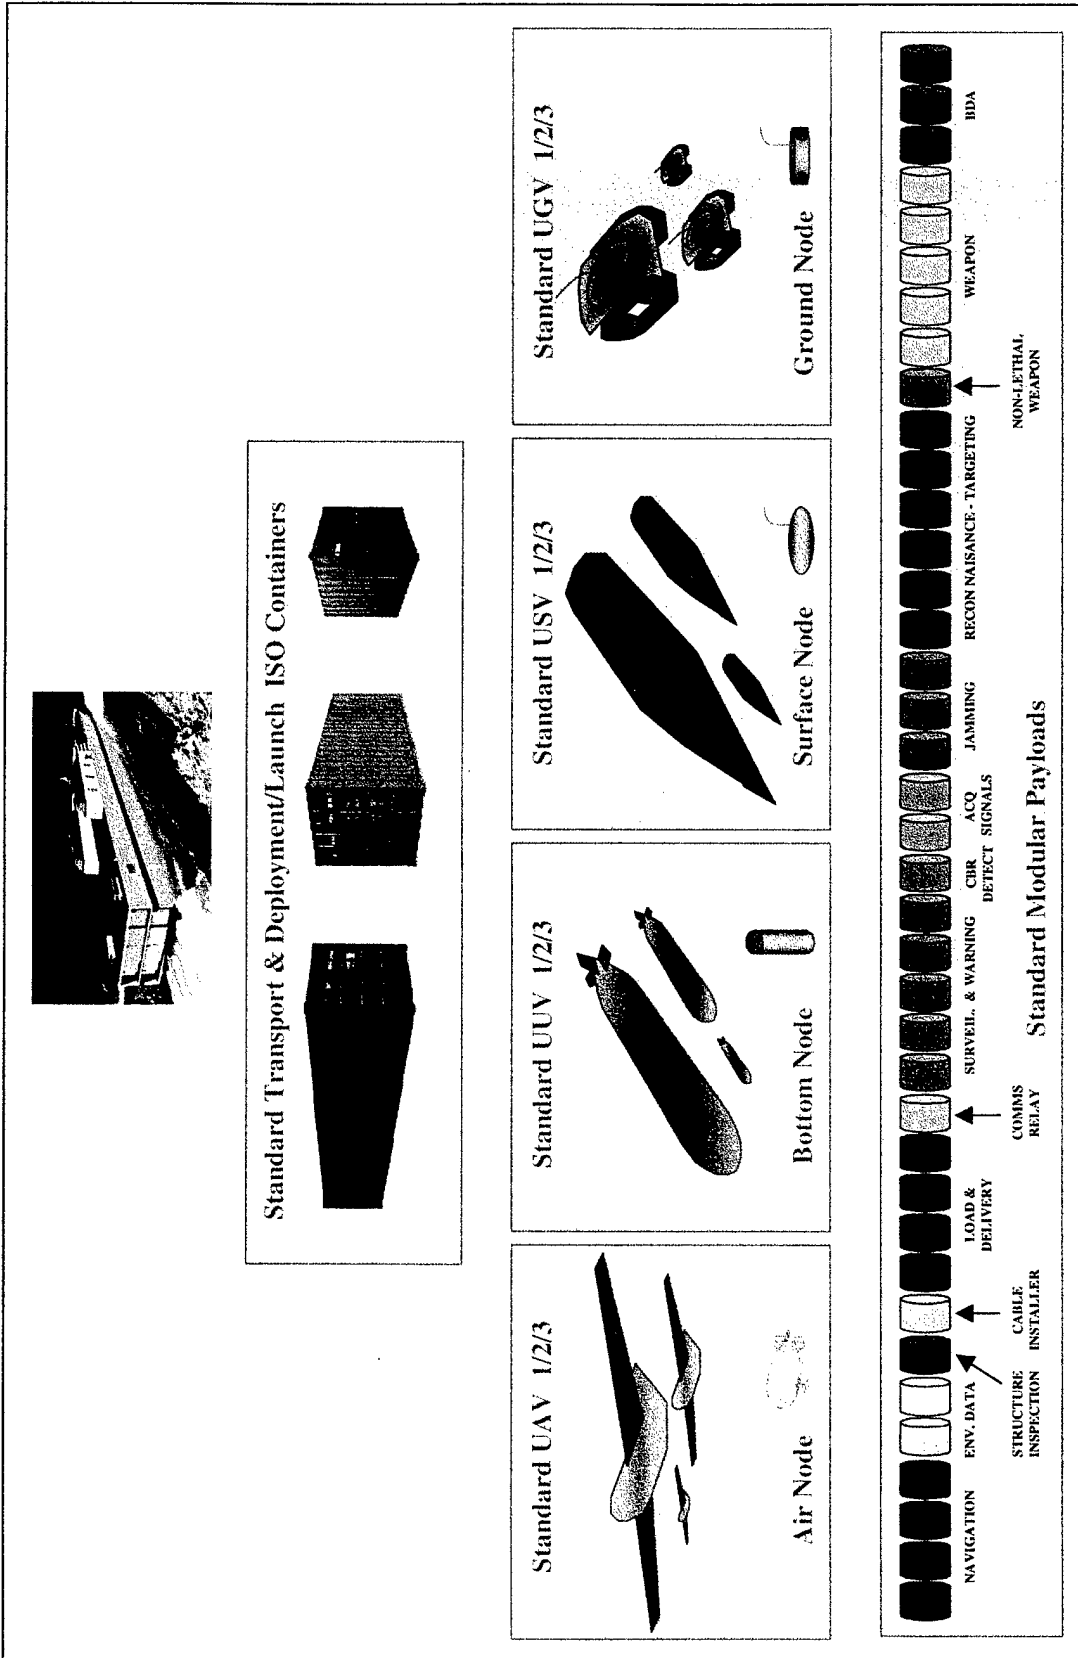 Standard Transport & Deployment/Launch ISO Containers
Standard UAV 1/2/3
Air Node
Standard UUV 1/2/3
Bottom Node
Standard USV 1/2/3
Surface Node
Standard UGV 1/2/3
Ground Node
NAVIGATION
ENV. DATA
STRUCTURE
INSPECTION
CABLE
INSTALLER
LOAD &
DELIVERY
COMMS
RELAY
SURVEIL. & WARNING
CBR
DETECT
ACQ
SIGNALS
JAMMING
RECON NAISANCE - TARGETING
NON-LETHAL
WEAPON
WEAPON
BDA
Standard Modular Payloads